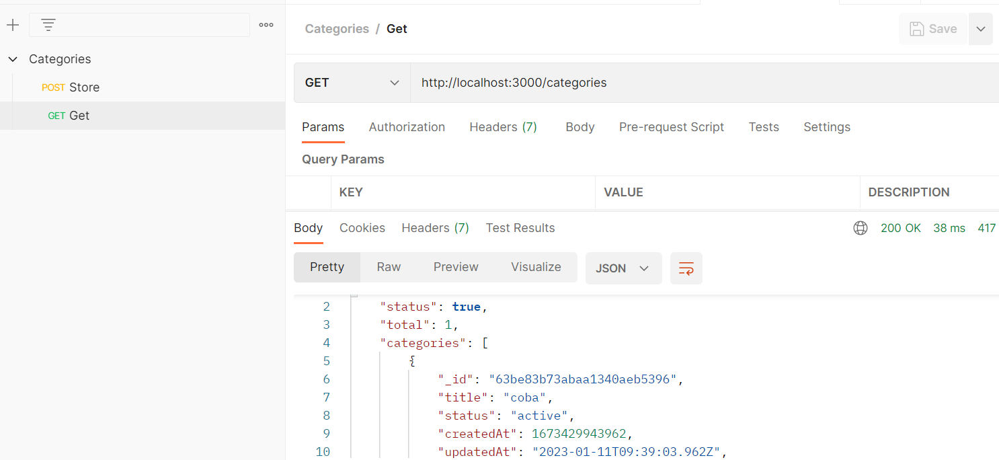 Categories / Get
Save
Categories
POST Store
GET Get
GET http://localhost:3000/categories
Params Authorization Headers (7) Body Pre-request Script Tests Settings
Query Params
KEY VALUE DESCRIPTION
Body Cookies Headers (7) Test Results 200 OK 38 ms 417
Pretty Raw Preview Visualize JSON
2 "status": true,
3 "total": 1,
4 "categories": [
5 {
6 "_id": "63be83b73abaa1340aeb5396",
7 "title": "coba",
8 "status": "active",
9 "createdAt": 1673429943962,
10 "updatedAt": "2023-01-11T09:39:03.962Z",